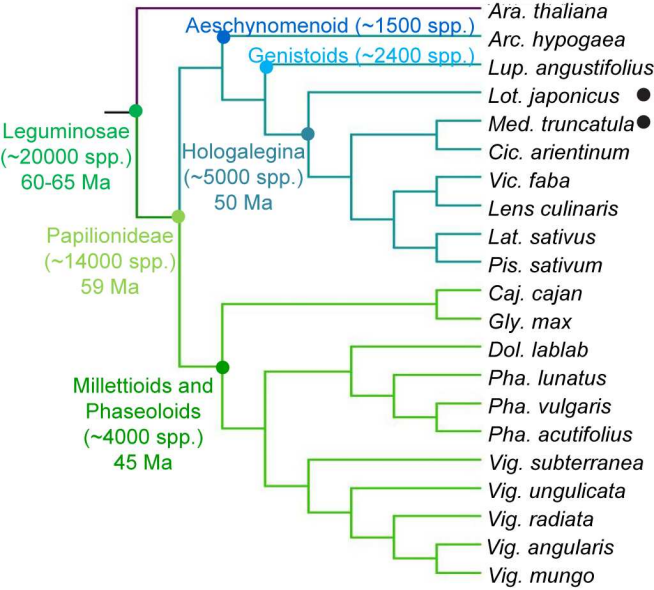 Ara. thaliana
Aeschynomenoid (~1500 spp.)
Arc. hypogaea
Genistoids (~2400 spp.)
Lup. angustifolius
Lot. japonicus
Med. truncatula
Leguminosae
(~20000 spp.)
60-65 Ma
Hologalegina
(~5000 spp.)
50 Ma
Cic. arientinum
Vic. faba
Lens culinaris
Papilionideae
(~14000 spp.)
59 Ma
Lat. sativus
Pis. sativum
Caj. cajan
Gly. max
Dol. lablab
Millettioids and
Phaseoloids
(~4000 spp.)
45 Ma
Pha. lunatus
Pha. vulgaris
Pha. acutifolius
Vig. subterranea
Vig. ungulicata
Vig. radiata
Vig. angularis
Vig. mungo